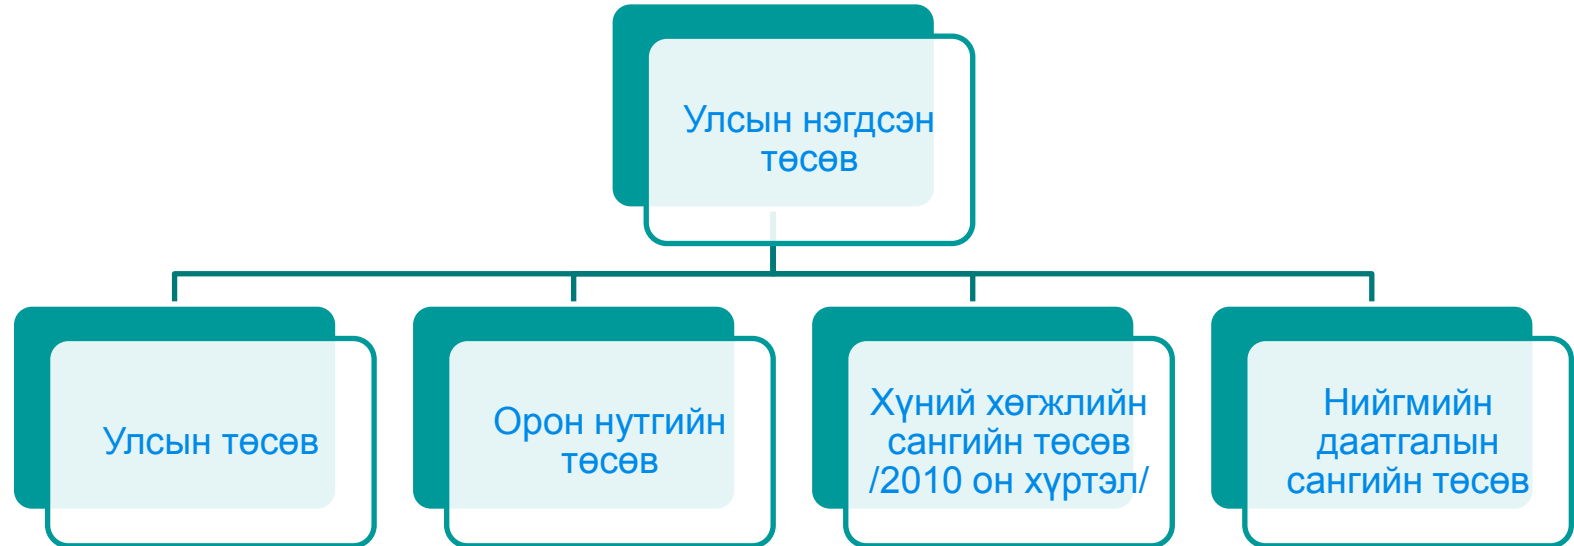 Улсын нэгдсэн
төсөв
Улсын төсөв
Орон нутгийн
төсөв
Хүний хөгжлийн
сангийн төсөв
/2010 он хүртэл/
Нийгмийн
даатгалын
сангийн төсөв